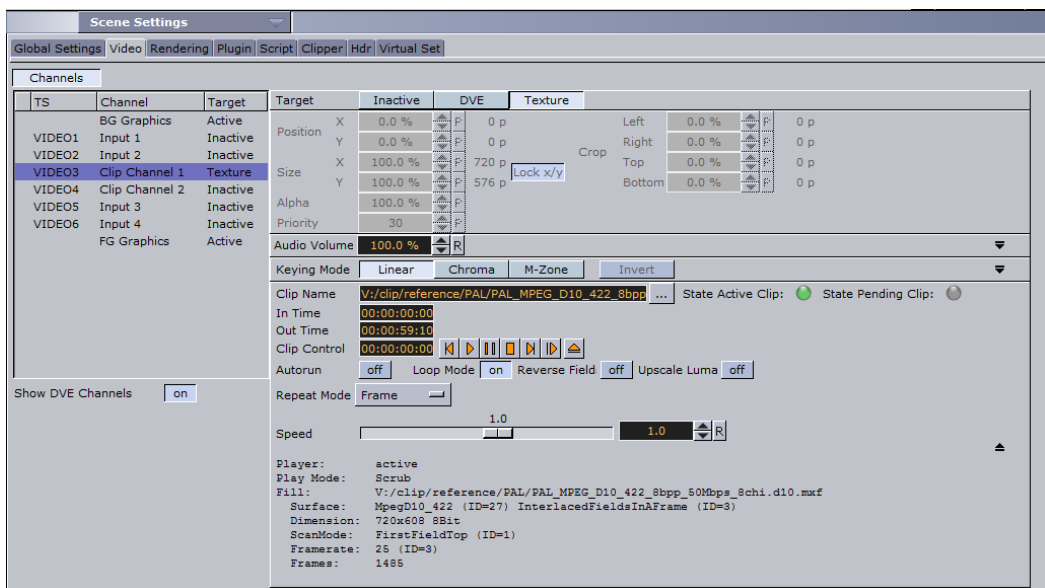 Scene Settings
Global Settings Video Rendering Plugin Script Clipper Hdr Virtual Set
Channels
TS Channel Target
BG Graphics Active
VIDEO1 Input 1 Inactive
VIDEO2 Input 2 Inactive
VIDEO3 Clip Channel 1 Texture
VIDEO4 Clip Channel 2 Inactive
VIDEO5 Input 3 Inactive
VIDEO6 Input 4 Inactive
FG Graphics Active
Show DVE Channels on
Target Inactive DVE Texture
Position X 0.0 % R 0 p Crop Left 0.0 % R 0 p
Y 0.0 % R 0 p Right 0.0 % R 0 p
Size X 100.0 % R 720 p Lock x/y Top 0.0 % R 0 p
Y 100.0 % R 576 p Bottom 0.0 % R 0 p
Alpha 100.0 % R
Priority 30 R
Audio Volume 100.0 % R
Keying Mode Linear Chroma M-Zone Invert
Clip Name V:/clip/reference/PAL/PAL_MPEG_D10_422_8bpp ... State Active Clip: State Pending Clip:
In Time 00:00:00:00
Out Time 00:00:59:10
Clip Control 00:00:00:00
Autorun off Loop Mode on Reverse Field off Upscale Luma off
Repeat Mode Frame
1.0
Speed 1.0 R
Player: active
Play Mode: Scrub
Fill: V:/clip/reference/PAL/PAL_MPEG_D10_422_8bpp_50Mbps_8chi.d10.mxf
Surface: MpegD10_422 (ID=27) InterlacedFieldsInAFrame (ID=3)
Dimension: 720x608 8Bit
ScanMode: FirstFieldTop (ID=1)
Framerate: 25 (ID=3)
Frames: 1485